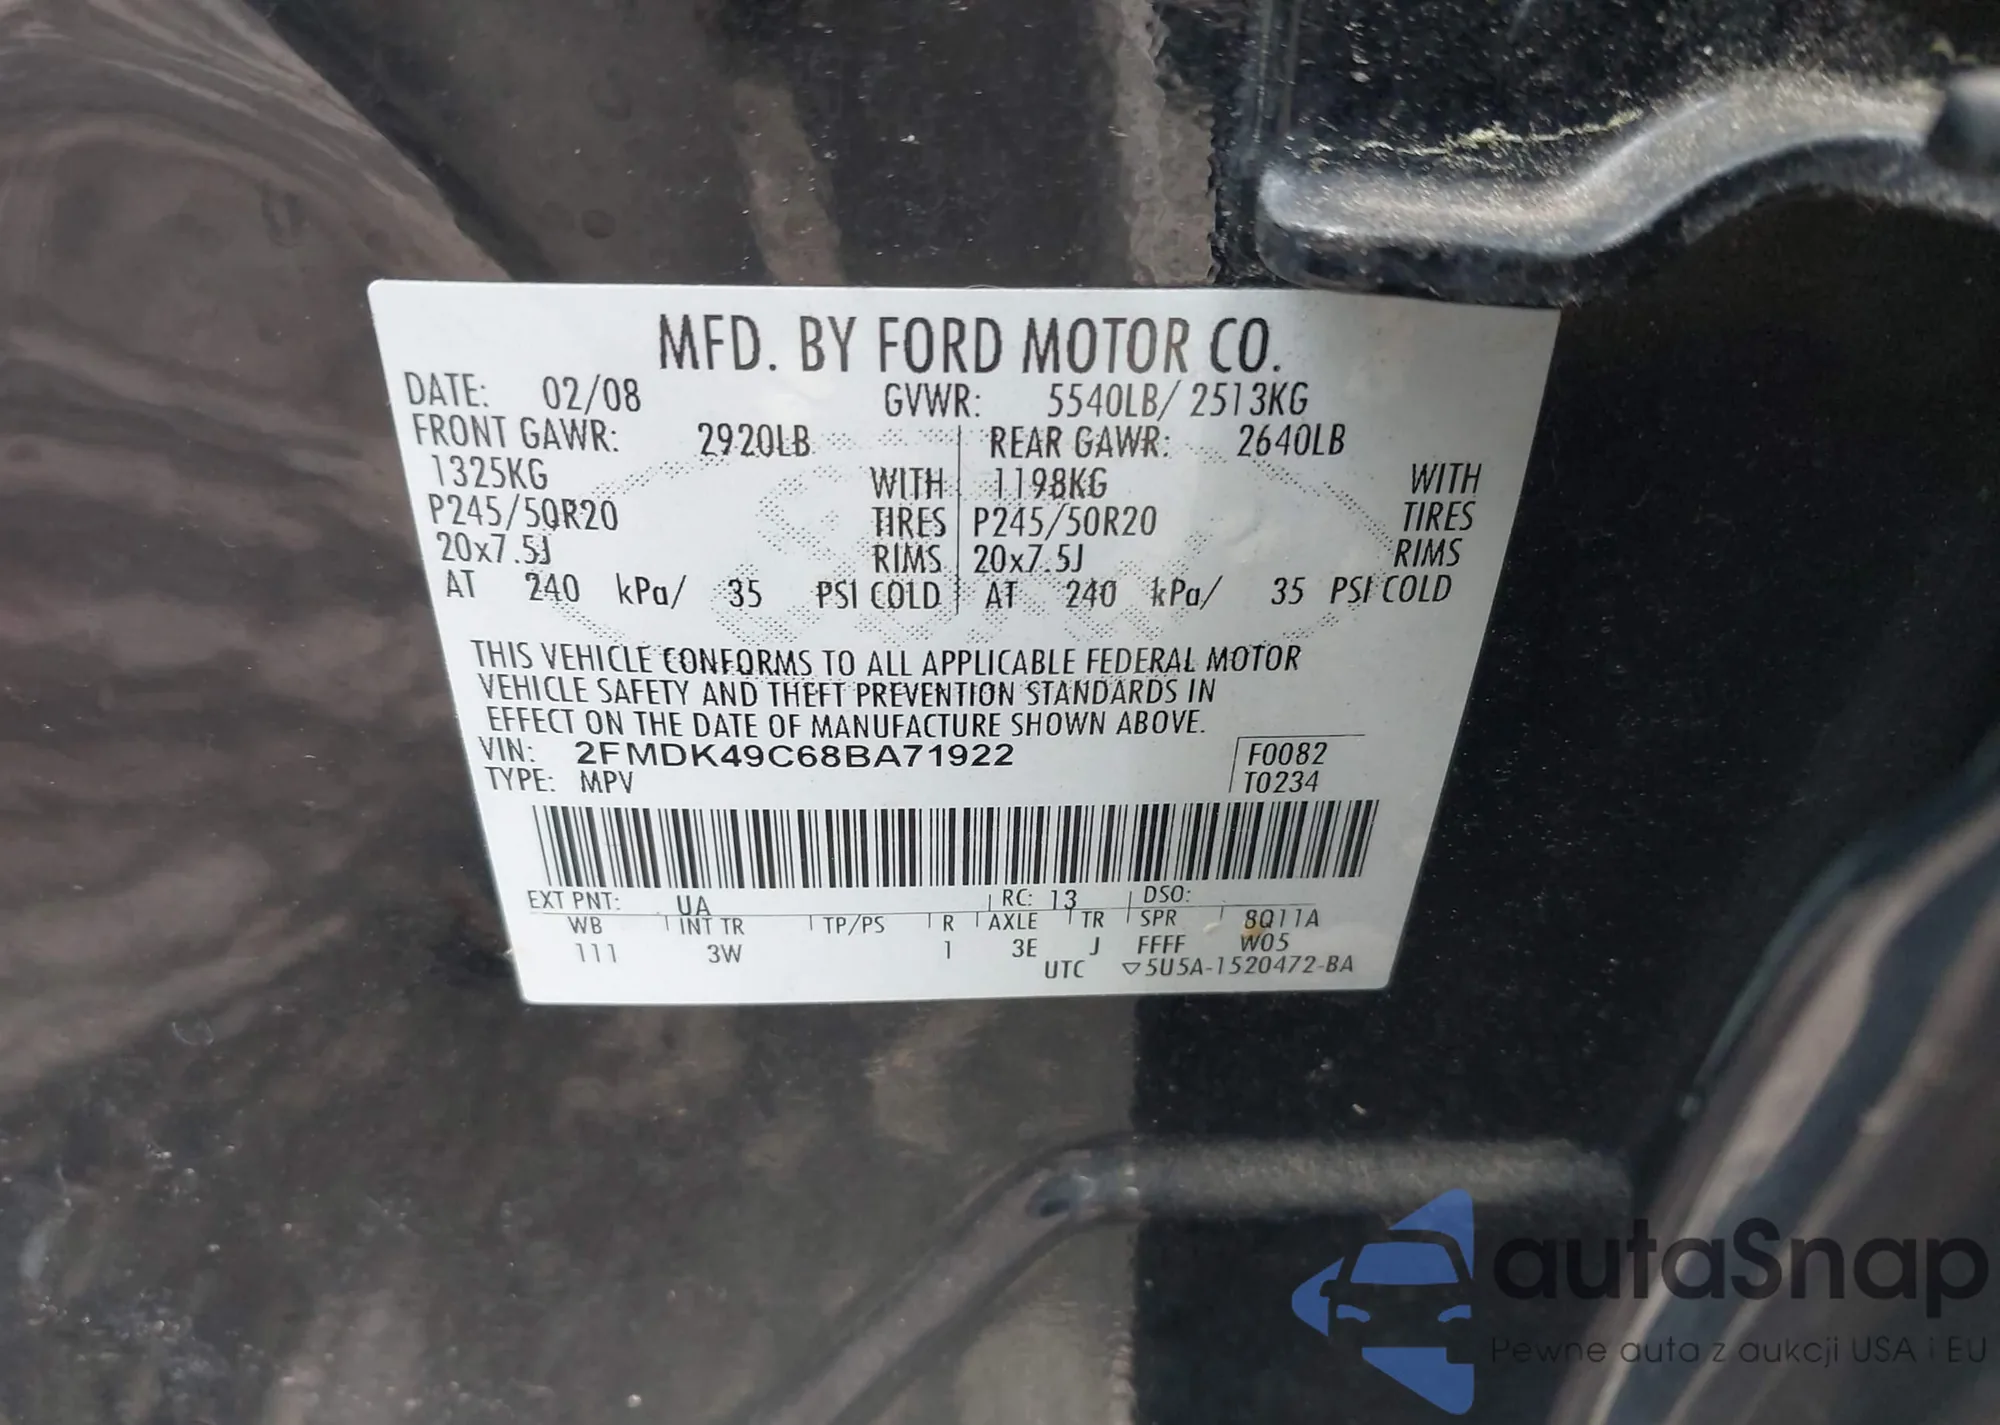 MFD. BY FORD MOTOR CO.
DATE: 02/08 GVWR: 5540LB/ 2513KG
FRONT GAWR: 2920LB REAR GAWR: 2640LB
1325KG WITH 1198KG WITH
P245/50R20 TIRES P245/50R20 TIRES
20x7.5J RIMS 20x7.5J RIMS
AT 240 kPa/ 35 PSI COLD AT 240 kPa/ 35 PSI COLD
THIS VEHICLE CONFORMS TO ALL APPLICABLE FEDERAL MOTOR
VEHICLE SAFETY AND THEFT PREVENTION STANDARDS IN
EFFECT ON THE DATE OF MANUFACTURE SHOWN ABOVE.
VIN: 2FMDK49C68BA71922 F0082
TYPE: MPV T0234
EXT PNT: UA RC: 13 DSO:
WB INT TR TP/PS R AXLE TR SPR 8Q11A
111 3W 1 3E J FFFF W05
UTC ▽5U5A-1520472-BA
autaSnap
Pewne auta z aukcji USA i EU